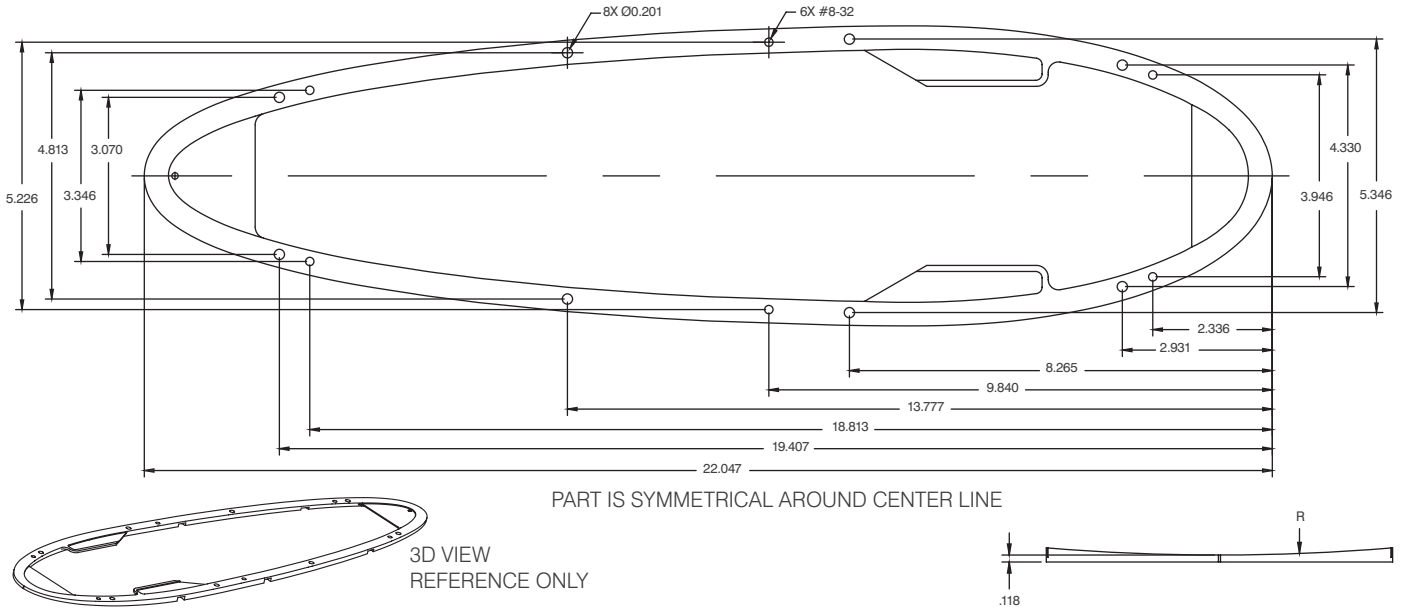 8X Ø0.201
6X #8-32
4.813
3.070
5.226
3.346
4.330
3.946
5.346
2.336
2.931
8.265
9.840
13.777
18.813
19.407
22.047
PART IS SYMMETRICAL AROUND CENTER LINE
3D VIEW
REFERENCE ONLY
R
.118